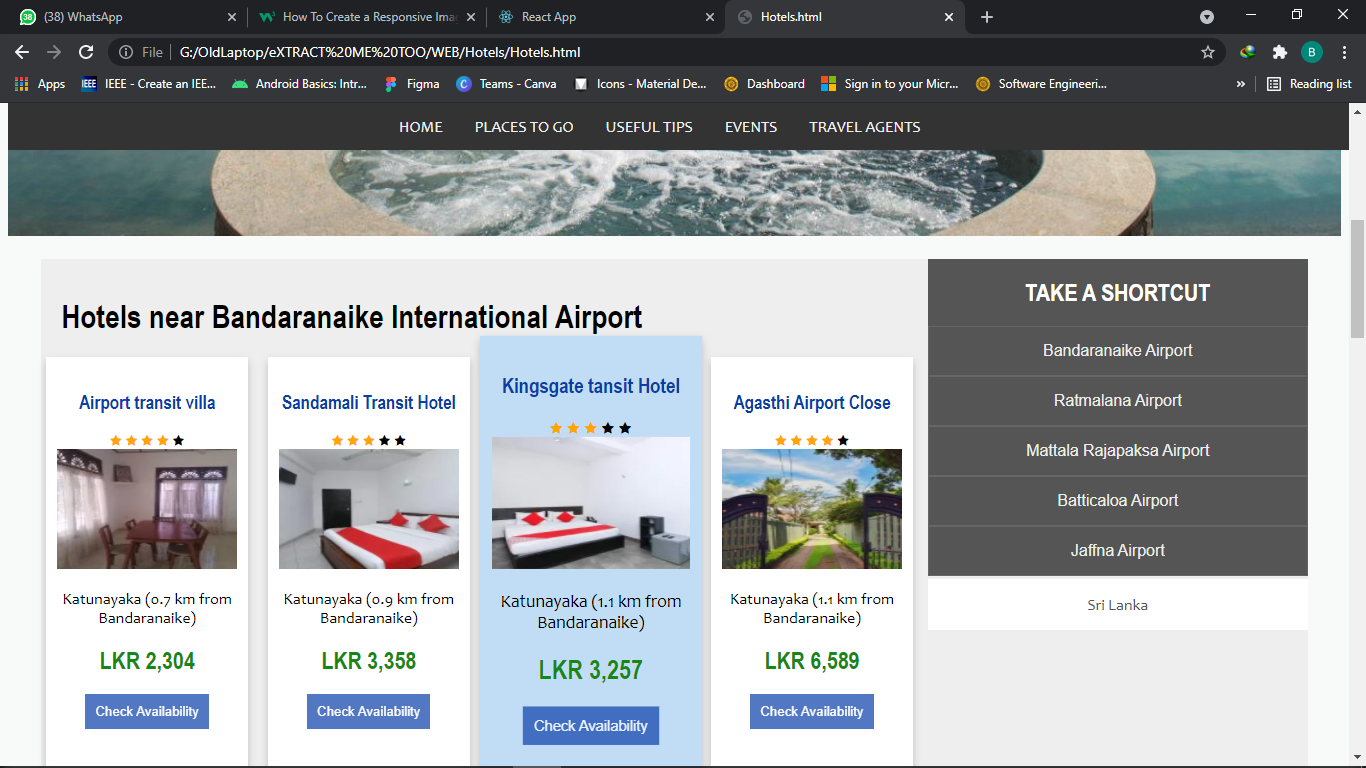 38 (38) WhatsApp
How To Create a Responsive Ima
React App
Hotels.html
File G:/OldLaptop/eXTRACT%20ME%20TOO/WEB/Hotels/Hotels.html
B
Apps
IEEE IEEE - Create an IEE...
Android Basics: Intr...
Figma
C Teams - Canva
Icons - Material De...
Dashboard
Sign in to your Micr...
Software Engineeri...
»
Reading list
HOME PLACES TO GO USEFUL TIPS EVENTS TRAVEL AGENTS
Hotels near Bandaranaike International Airport
Airport transit villa
Katunayaka (0.7 km from
Bandaranaike)
LKR 2,304
Check Availability
Sandamali Transit Hotel
Katunayaka (0.9 km from
Bandaranaike)
LKR 3,358
Check Availability
Kingsgate tansit Hotel
Katunayaka (1.1 km from
Bandaranaike)
LKR 3,257
Check Availability
Agasthi Airport Close
Katunayaka (1.1 km from
Bandaranaike)
LKR 6,589
Check Availability
TAKE A SHORTCUT
Bandaranaike Airport
Ratmalana Airport
Mattala Rajapaksa Airport
Batticaloa Airport
Jaffna Airport
Sri Lanka